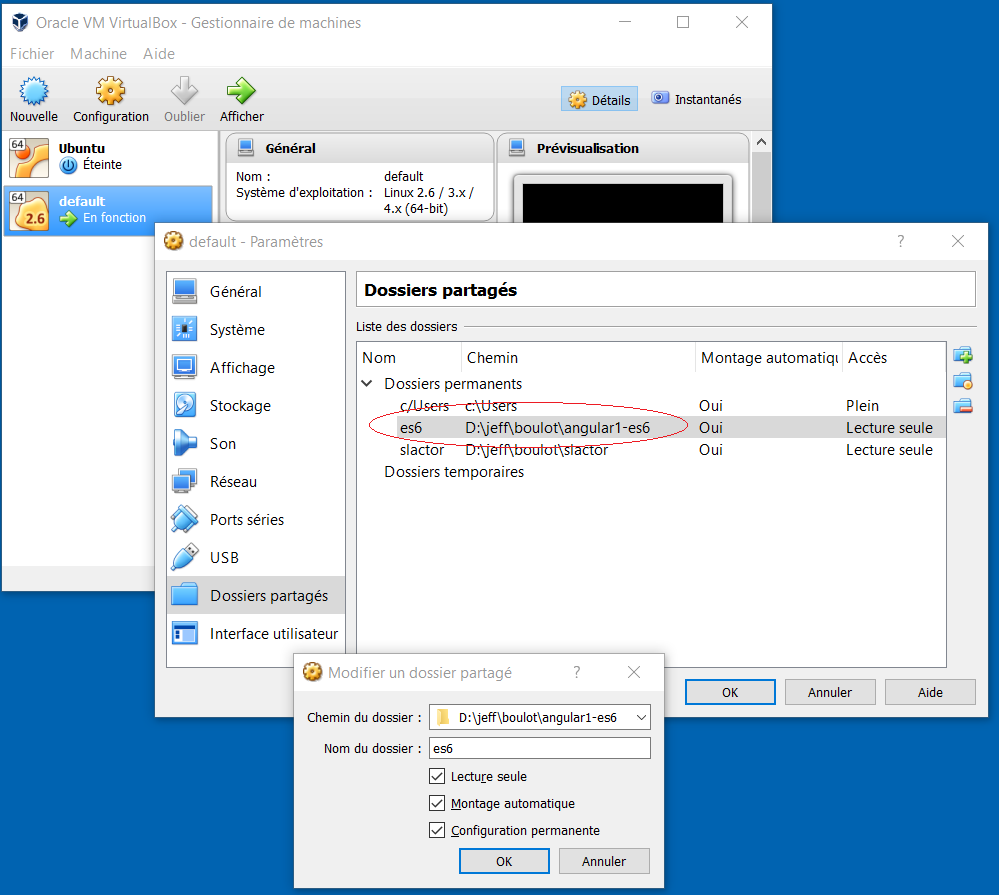 Oracle VM VirtualBox - Gestionnaire de machines
Fichier Machine Aide
Nouvelle Configuration Oublier Afficher Détails Instantanés
64 Ubuntu
Éteinte
64 2.6 default
En fonction
Général
Nom : default
Système d'exploitation : Linux 2.6 / 3.x /
4.x (64-bit)
Prévisualisation
default - Paramètres ?
Général
Système
Affichage
Stockage
Son
Réseau
Ports séries
USB
Dossiers partagés
Interface utilisateur
Dossiers partagés
Liste des dossiers
Nom Chemin Montage automatiqu Accès
Dossiers permanents
c/Users c:\Users Oui Plein
es6 D:\jeff\boulot\angular1-es6 Oui Lecture seule
slactor D:\jeff\boulot\slactor Oui Lecture seule
Dossiers temporaires
OK Annuler Aide
Modifier un dossier partagé ?
Chemin du dossier : D:\jeff\boulot\angular1-es6
Nom du dossier : es6
Lecture seule
Montage automatique
Configuration permanente
OK Annuler